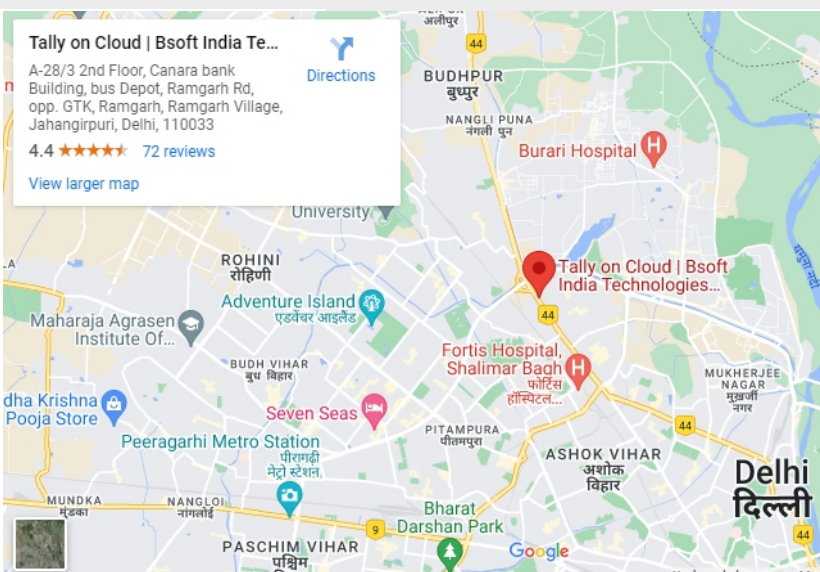 Tally on Cloud | Bsoft India Te...
A-28/3 2nd Floor, Canara bank
Building, bus Depot, Ramgarh Rd,
opp. GTK, Ramgarh, Ramgarh Village,
Jahangirpuri, Delhi, 110033
4.4 72 reviews
View larger map
Directions
अलीपुर
44
BUDHPUR
बुध्पुर
NANGLI PUNA
नंगली पुन
Burari Hospital
University
ROHINI
रोहिणी
Tally on Cloud | Bsoft
India Technologies...
यमुना नदी
Adventure Island
एडवेंचर आइलैंड
44
Maharaja Agrasen
Institute Of...
Fortis Hospital,
Shalimar Bagh
फोर्टिस
हॉस्पिटल...
BUDH VIHAR
बुध विहार
MUKHERJEE
NAGAR
मुखर्जी
नगर
dha Krishna
Pooja Store
Seven Seas
44
PITAMPURA
पीतमपुरा
Peeragarhi Metro Station
पीरागढ़ी
मेट्रो स्टेशन
ASHOK VIHAR
अशोक
विहार
Delhi
दिल्ली
MUNDKA
मुंडका
NANGLOI
नांगलोई
Bharat
Darshan Park
9
44
PASCHIM VIHAR
पश्चिम
Google